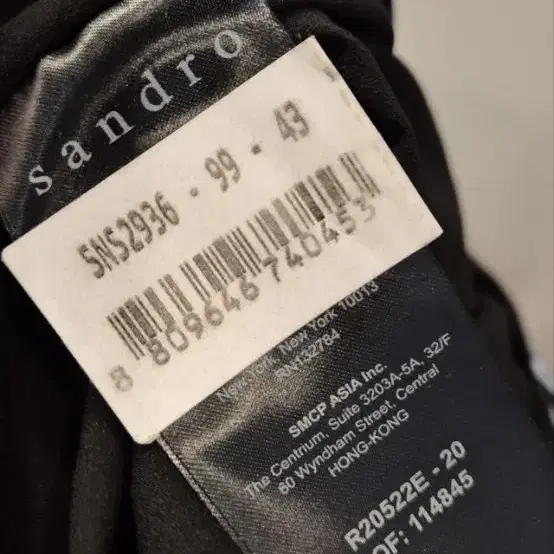 sandro
SNS2936 - 99 - 43
8 809646 740453
New York, New York 10013
RN132784
SMCP ASIA Inc.
The Centrium, Suite 3203A-5A, 32/F
60 Wyndham Street, Central
HONG-KONG
R20522E - 20
OF: 114845